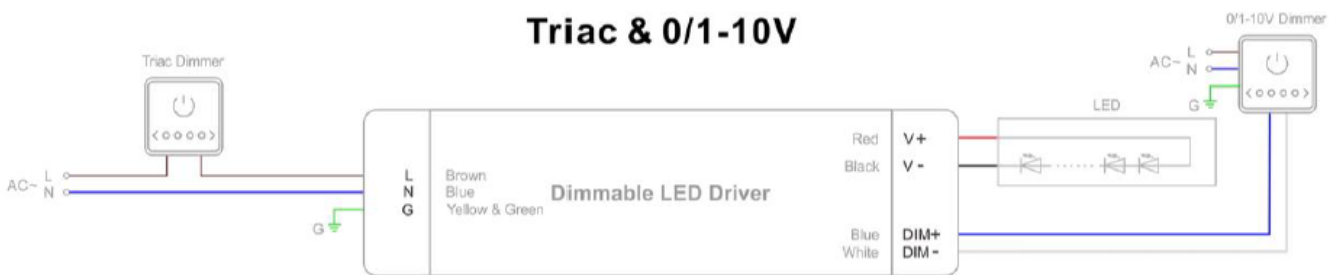 Triac & 0/1-10V
0/1-10V Dimmer
Triac Dimmer
AC~ L
N
G
LED
Red V+
Black V-
AC~ L
N
L Brown
N Blue
G Yellow & Green
Dimmable LED Driver
G
Blue DIM+
White DIM-